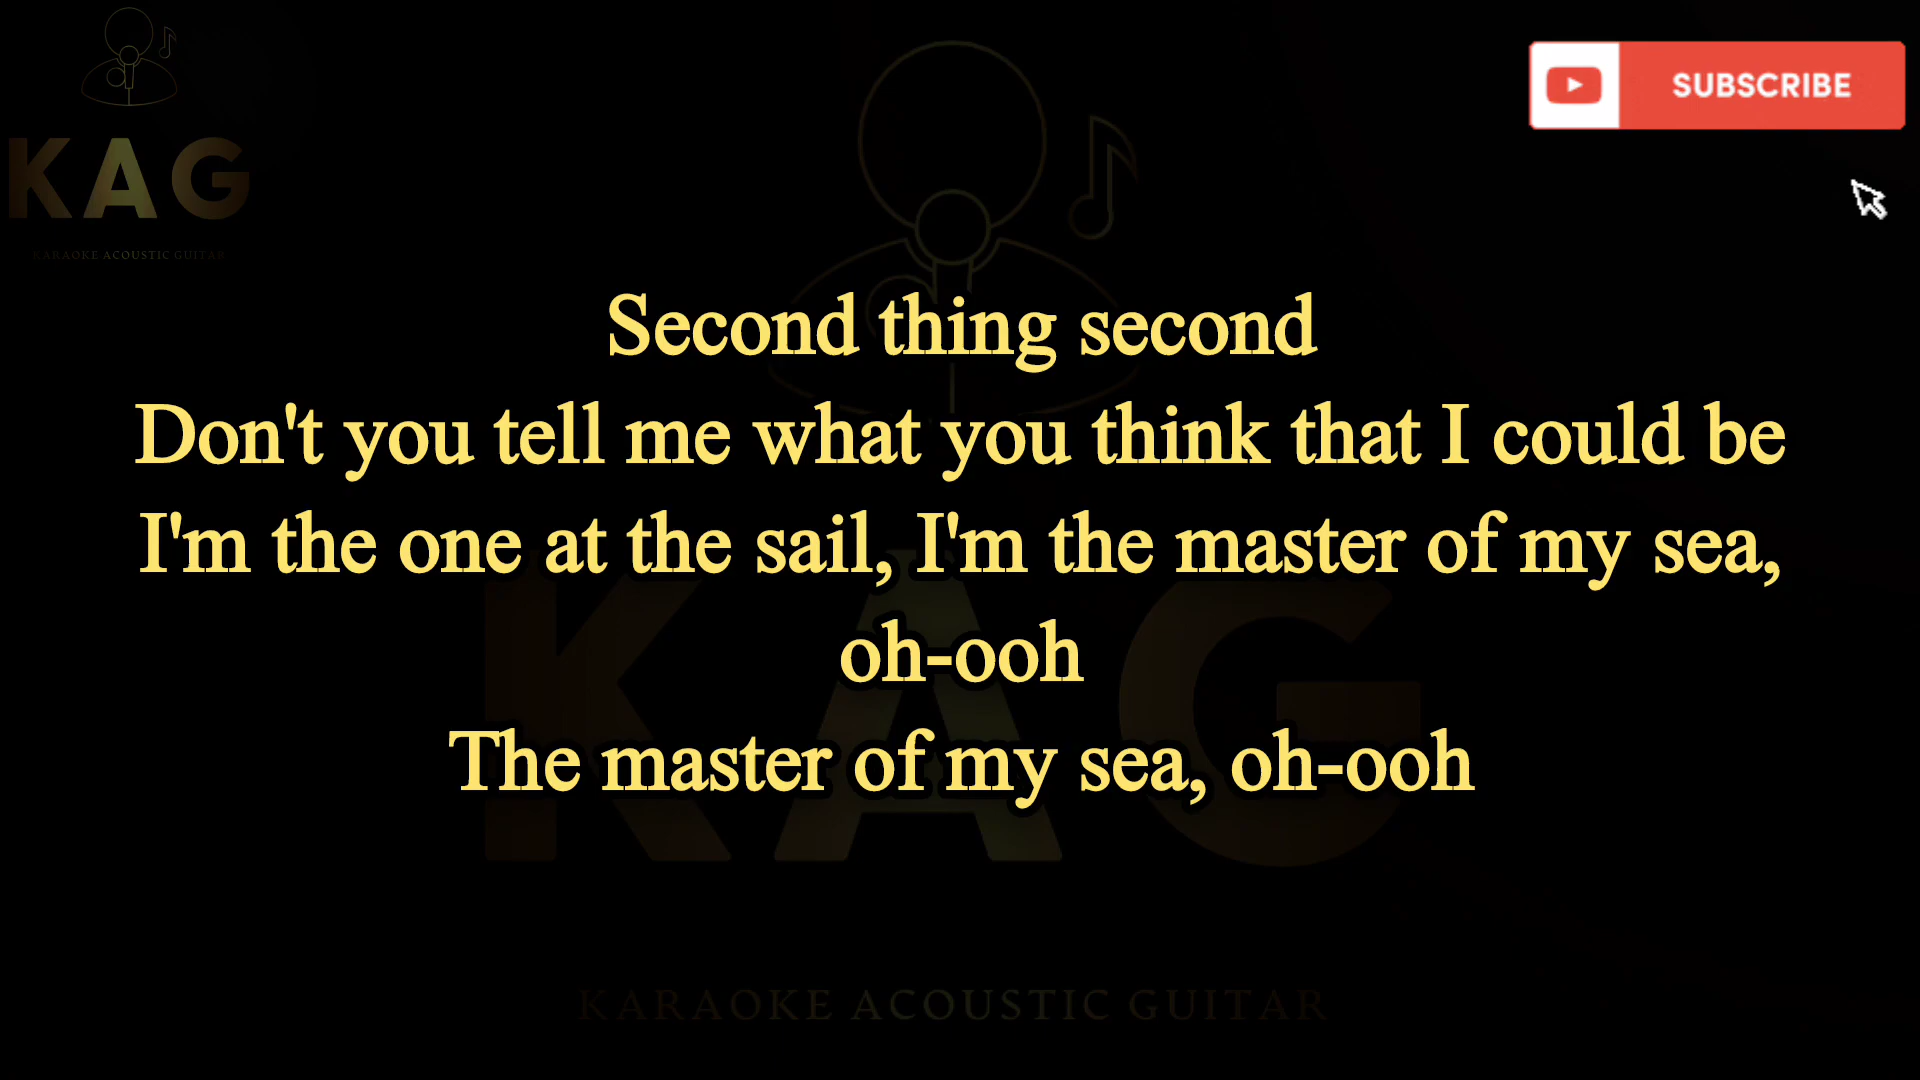 KAG
KARAOKE ACOUSTIC GUITAR
SUBSCRIBE
Second thing second
Don't you tell me what you think that I could be
I'm the one at the sail, I'm the master of my sea,
oh-ooh
The master of my sea, oh-ooh
KAG
KARAOKE ACOUSTIC GUITAR